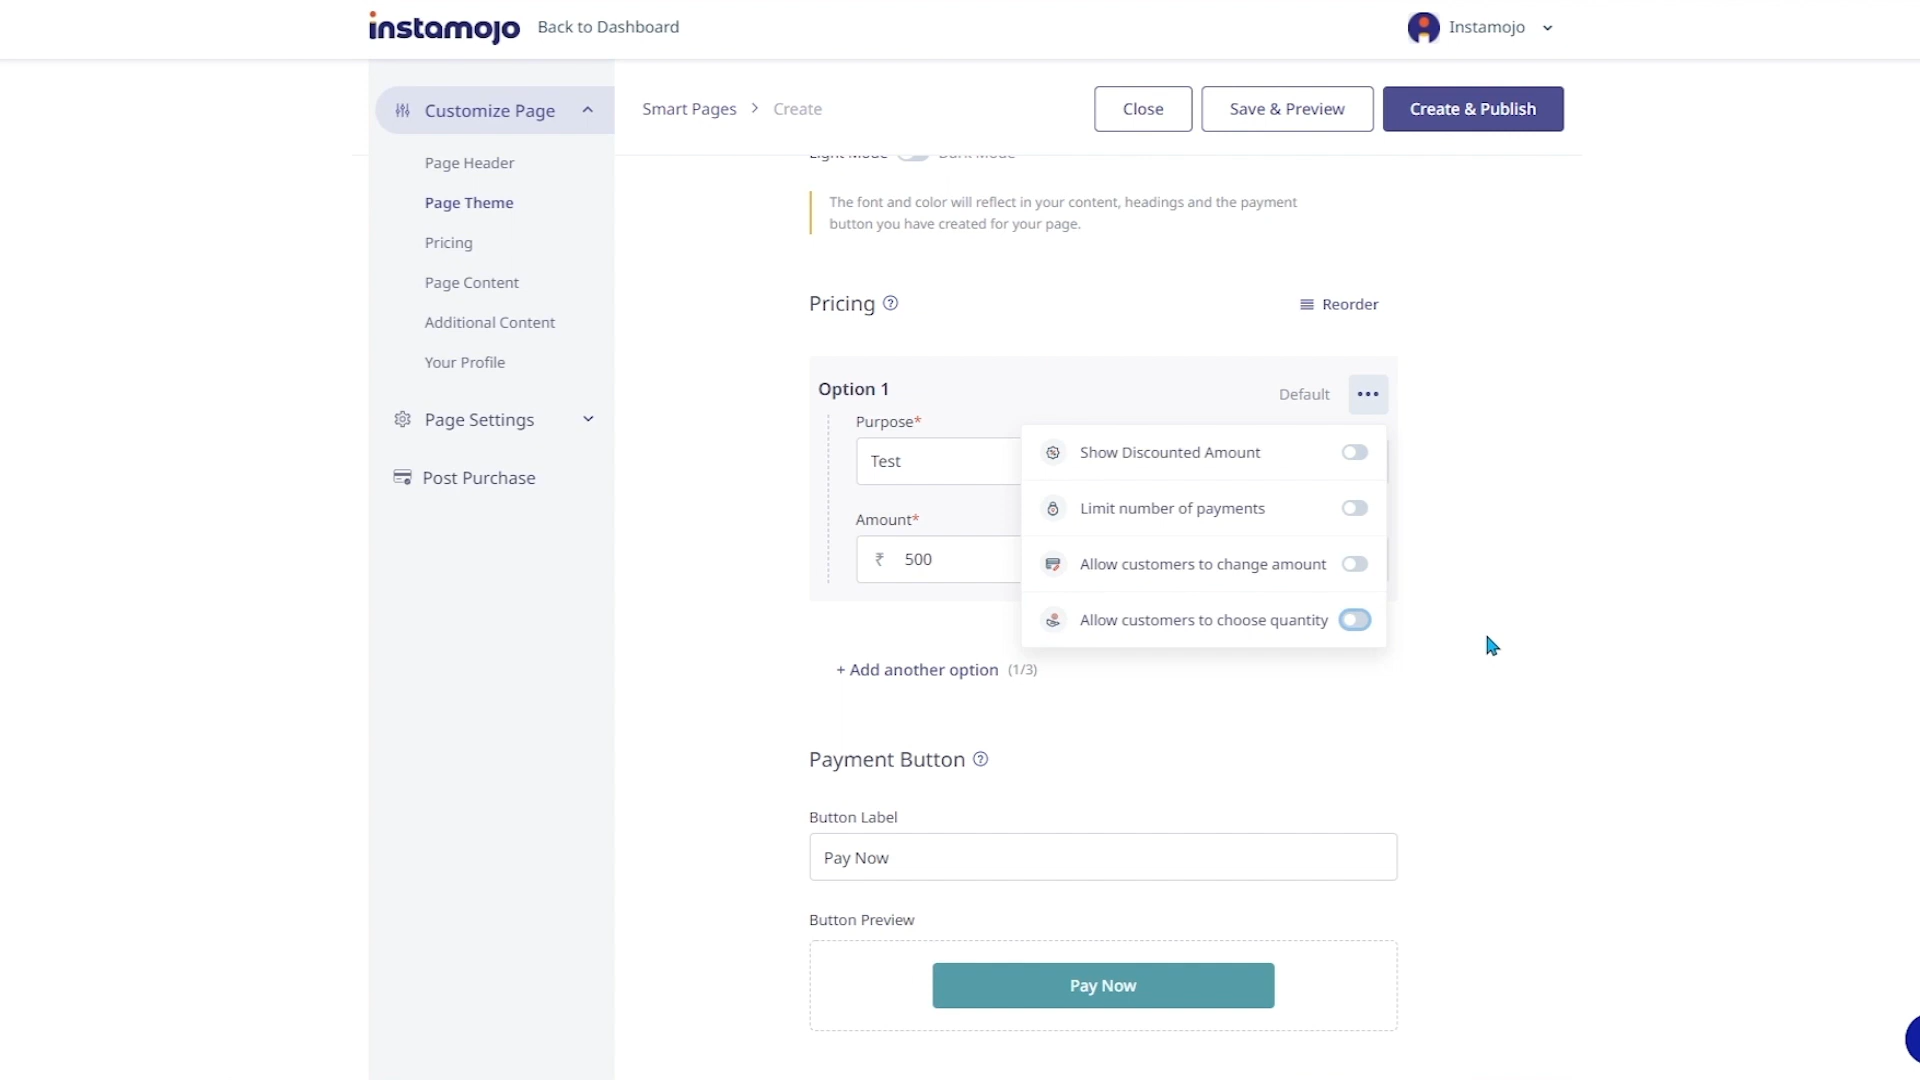 instamojo
Back to Dashboard
Instamojo
Customize Page
Page Header
Page Theme
Pricing
Page Content
Additional Content
Your Profile
Page Settings
Post Purchase
Smart Pages > Create
Close
Save & Preview
Create & Publish
Light Mode
Dark Mode
The font and color will reflect in your content, headings and the payment
button you have created for your page.
Pricing
Reorder
Option 1
Default
Purpose*
Test
Amount*
₹ 500
Show Discounted Amount
Limit number of payments
Allow customers to change amount
Allow customers to choose quantity
+ Add another option (1/3)
Payment Button
Button Label
Pay Now
Button Preview
Pay Now